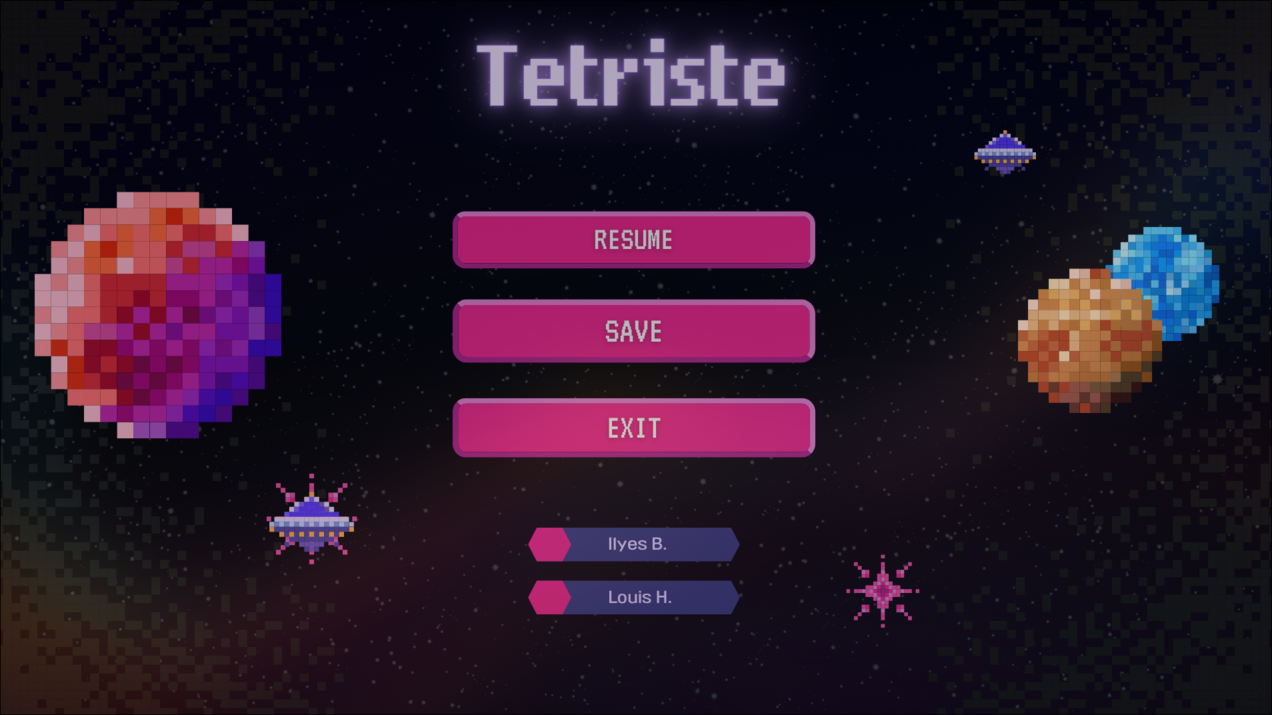 Tetriste
RESUME
SAVE
EXIT
Ilyes B.
Louis H.